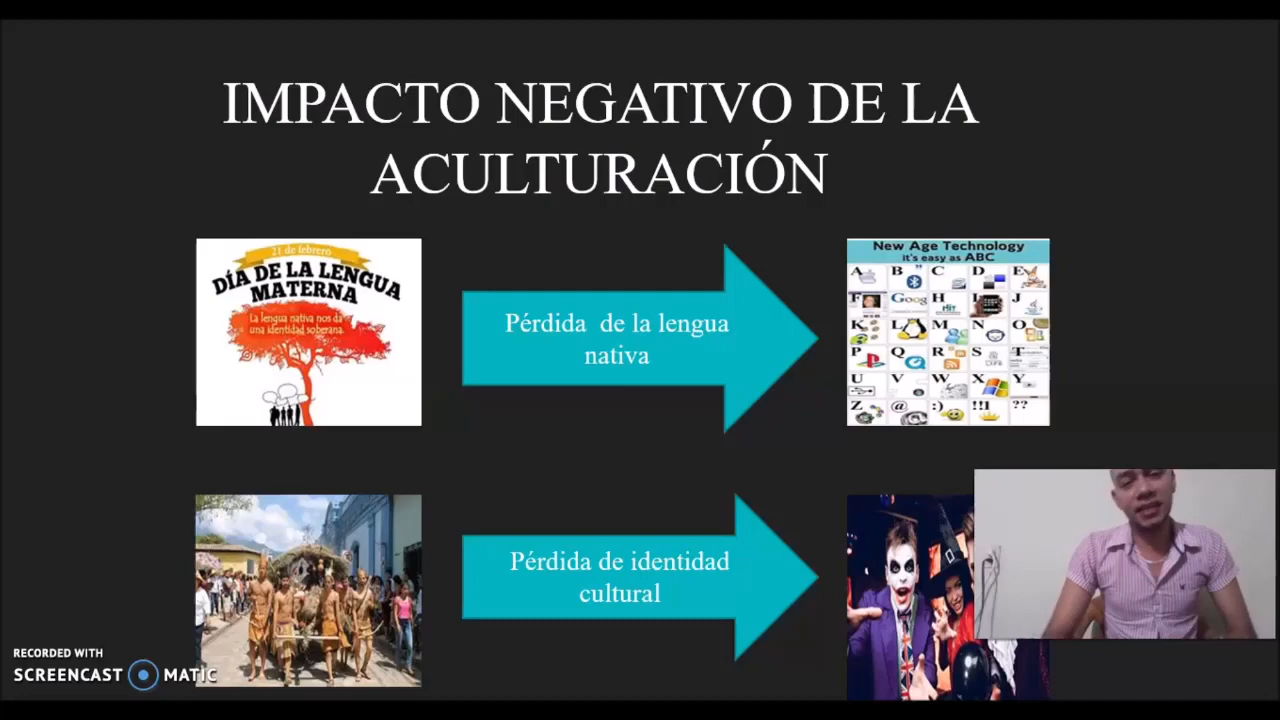 IMPACTO NEGATIVO DE LA
ACULTURACIÓN
21 de febrero
DÍA DE LA LENGUA
MATERNA
La lengua nativa nos da
una identidad soberana.
Pérdida de la lengua
nativa
New Age Technology
it's easy as ABC
A B C D E
F Goog H I J
K L M N O
P Q R S T
U V W X Y
Z @ :) !!1 ??
Pérdida de identidad
cultural
RECORDED WITH
SCREENCAST MATIC